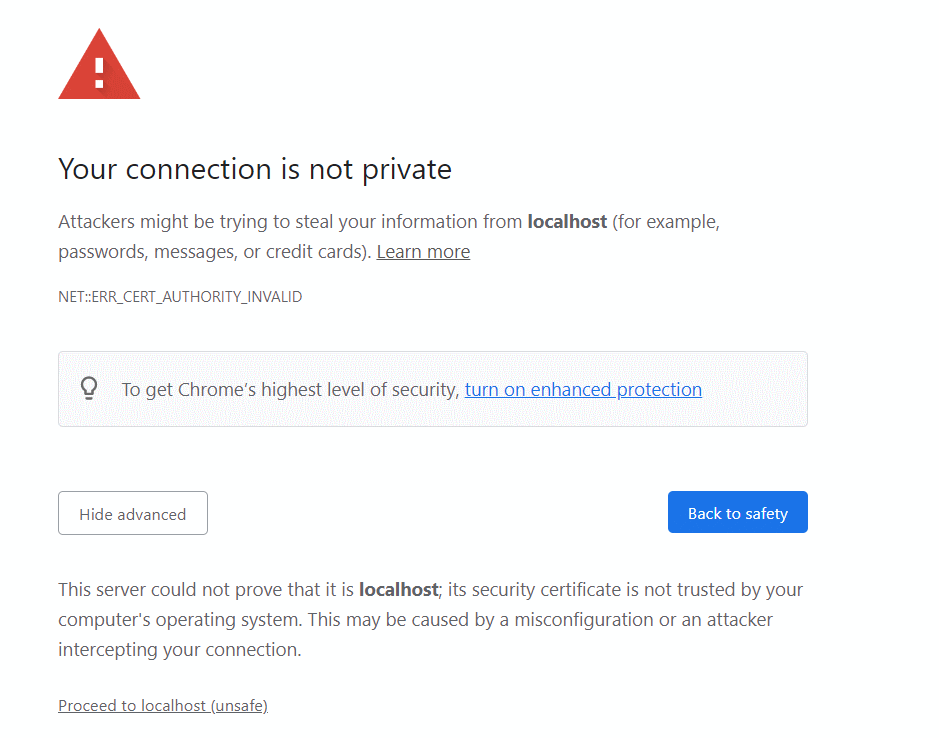 Your connection is not private
Attackers might be trying to steal your information from localhost (for example,
passwords, messages, or credit cards). Learn more
NET::ERR_CERT_AUTHORITY_INVALID
To get Chrome’s highest level of security, turn on enhanced protection
Hide advanced
Back to safety
This server could not prove that it is localhost; its security certificate is not trusted by your
computer's operating system. This may be caused by a misconfiguration or an attacker
intercepting your connection.
Proceed to localhost (unsafe)